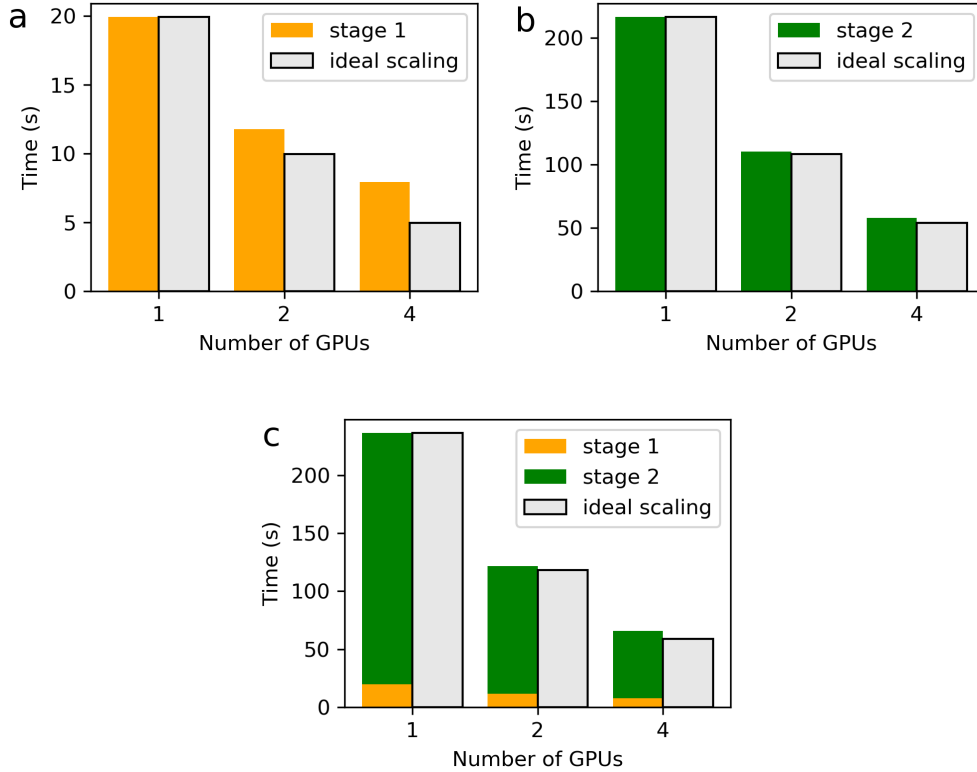 a
20
15
10
5
0
Time (s)
stage 1
ideal scaling
1 2 4
Number of GPUs
b
200
150
100
50
0
Time (s)
stage 2
ideal scaling
1 2 4
Number of GPUs
c
200
150
100
50
0
Time (s)
stage 1
stage 2
ideal scaling
1 2 4
Number of GPUs